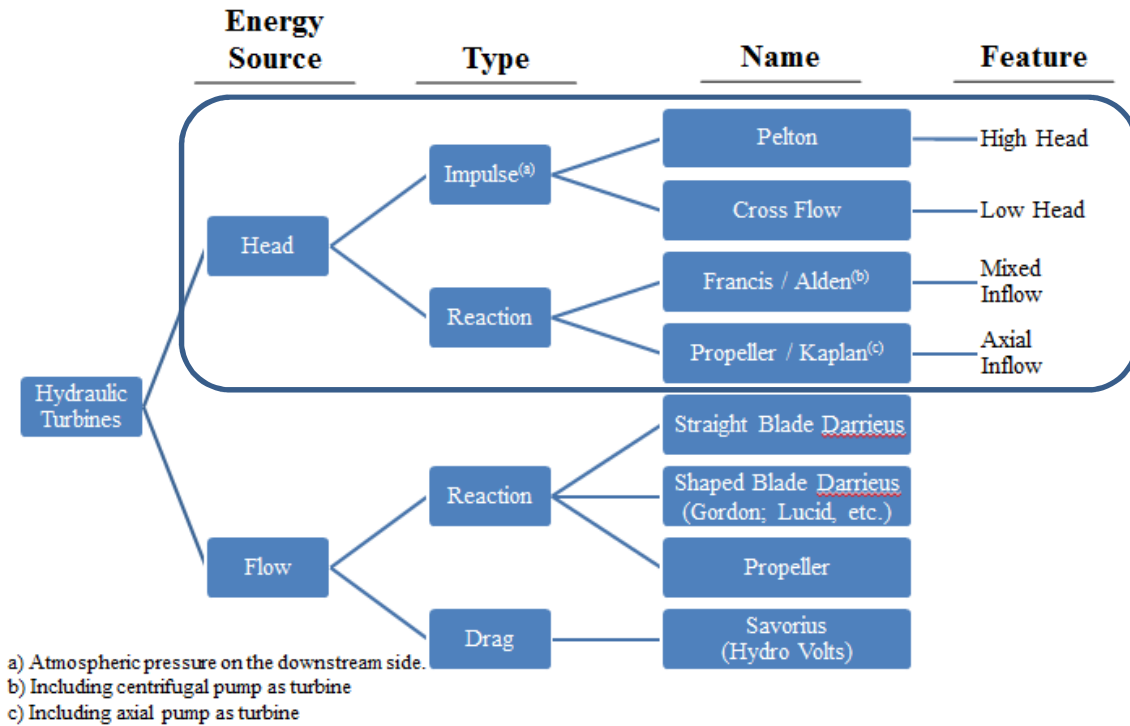 Energy
Source
Type
Name
Feature
Pelton
High Head
Impulse(a)
Cross Flow
Low Head
Head
Francis / Alden(b)
Mixed
Inflow
Reaction
Propeller / Kaplan(c)
Axial
Inflow
Hydraulic
Turbines
Straight Blade Darrieus
Reaction
Shaped Blade Darrieus
(Gordon; Lucid, etc.)
Flow
Propeller
Drag
Savorius
(Hydro Volts)
a) Atmospheric pressure on the downstream side.
b) Including centrifugal pump as turbine
c) Including axial pump as turbine